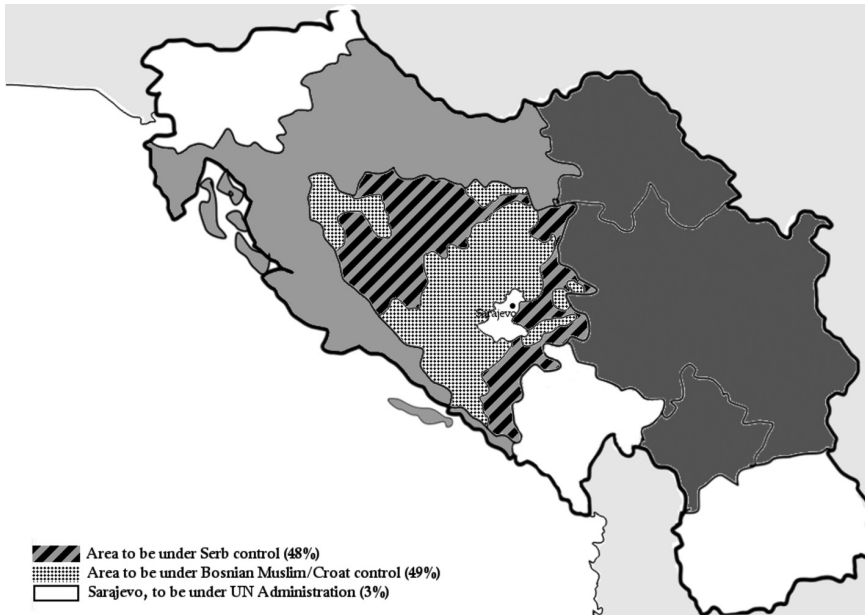 Sarajevo
Area to be under Serb control (48%)
Area to be under Bosnian Muslim/Croat control (49%)
Sarajevo, to be under UN Administration (3%)